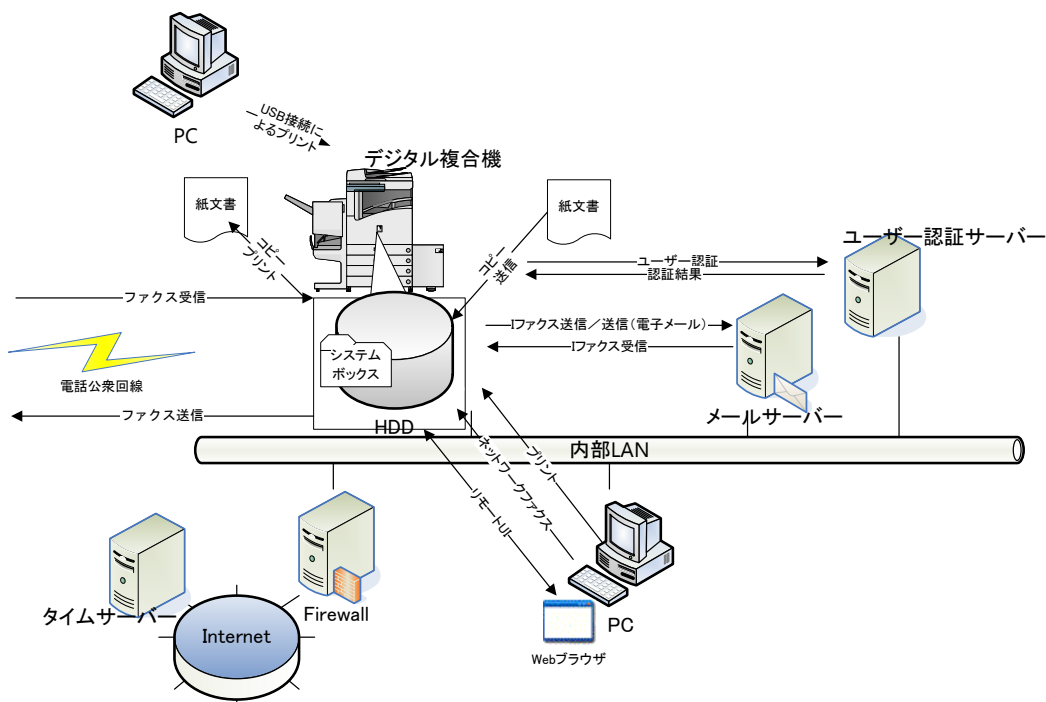 PC
USB接続に
よるプリント
デジタル複合機
紙文書
紙文書
コピー
プリント
コピー
送信
ユーザー認証サーバー
ユーザー認証
認証結果
ファクス受信
Iファクス送信／送信（電子メール）
Iファクス受信
システム
ボックス
電話公衆回線
ファクス送信
メールサーバー
HDD
内部LAN
プリント
ネットワークファクス
リモートUI
タイムサーバー
Firewall
Internet
PC
Webブラウザ